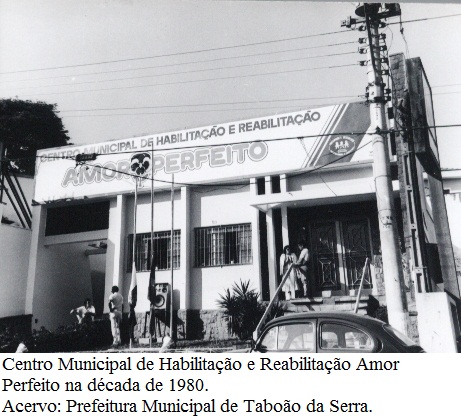 CENTRO MUNICIPAL DE HABILITAÇÃO E REABILITAÇÃO
AMOR PERFEITO
Centro Municipal de Habilitação e Reabilitação Amor
Perfeito na década de 1980.
Acervo: Prefeitura Municipal de Taboão da Serra.